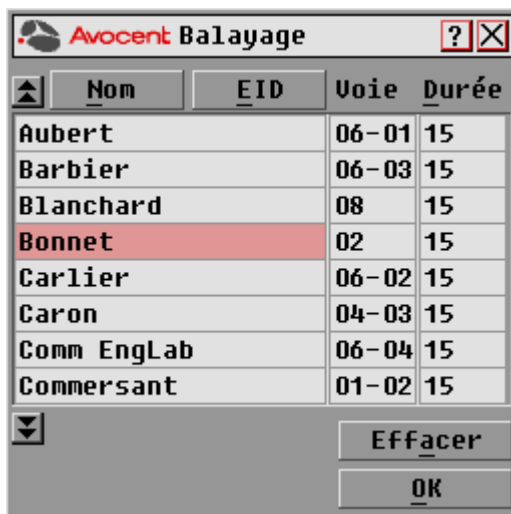 Avocent Balayage ? X
Nom EID Voie Durée
Aubert 06-01 15
Barbier 06-03 15
Blanchard 08 15
Bonnet 02 15
Carlier 06-02 15
Caron 04-03 15
Comm EngLab 06-04 15
Commersant 01-02 15
Effacer
OK